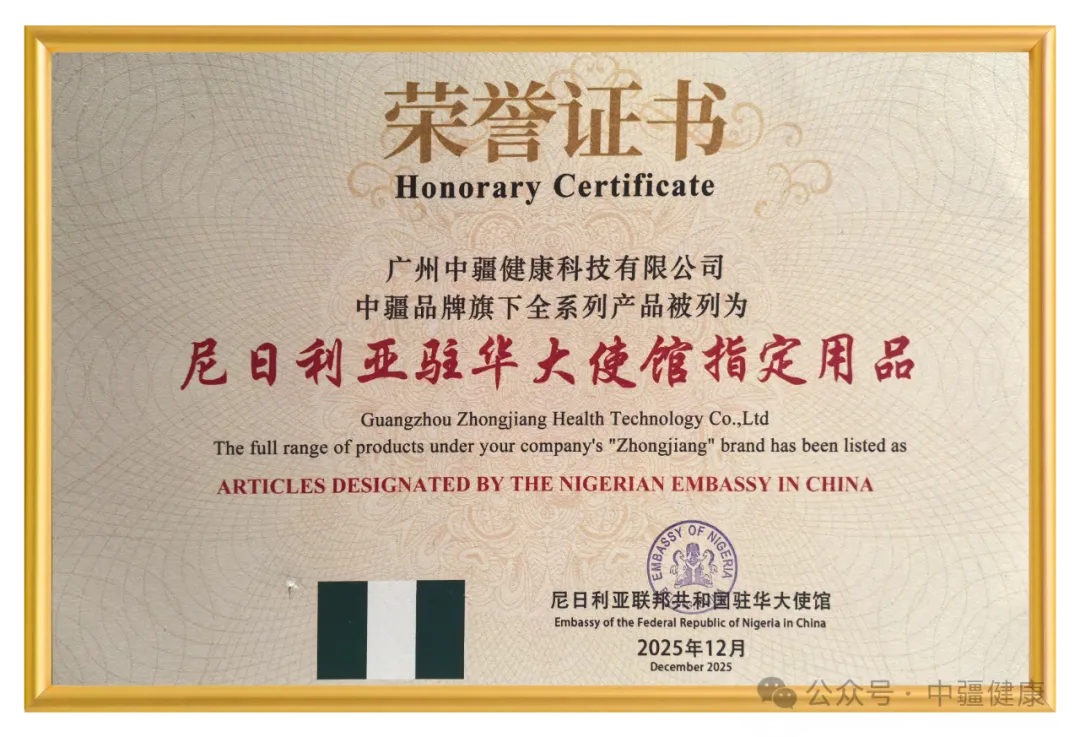 荣誉证书
Honorary Certificate
广州中疆健康科技有限公司
中疆品牌旗下全系列产品被列为
尼日利亚驻华大使馆指定用品
Guangzhou Zhongjiang Health Technology Co.,Ltd
The full range of products under your company's "Zhongjiang" brand has been listed as
ARTICLES DESIGNATED BY THE NIGERIAN EMBASSY IN CHINA
EMBASSY OF NIGERIA
尼日利亚联邦共和国驻华大使馆
Embassy of the Federal Republic of Nigeria in China
2025年12月
December 2025
公众号·中疆健康